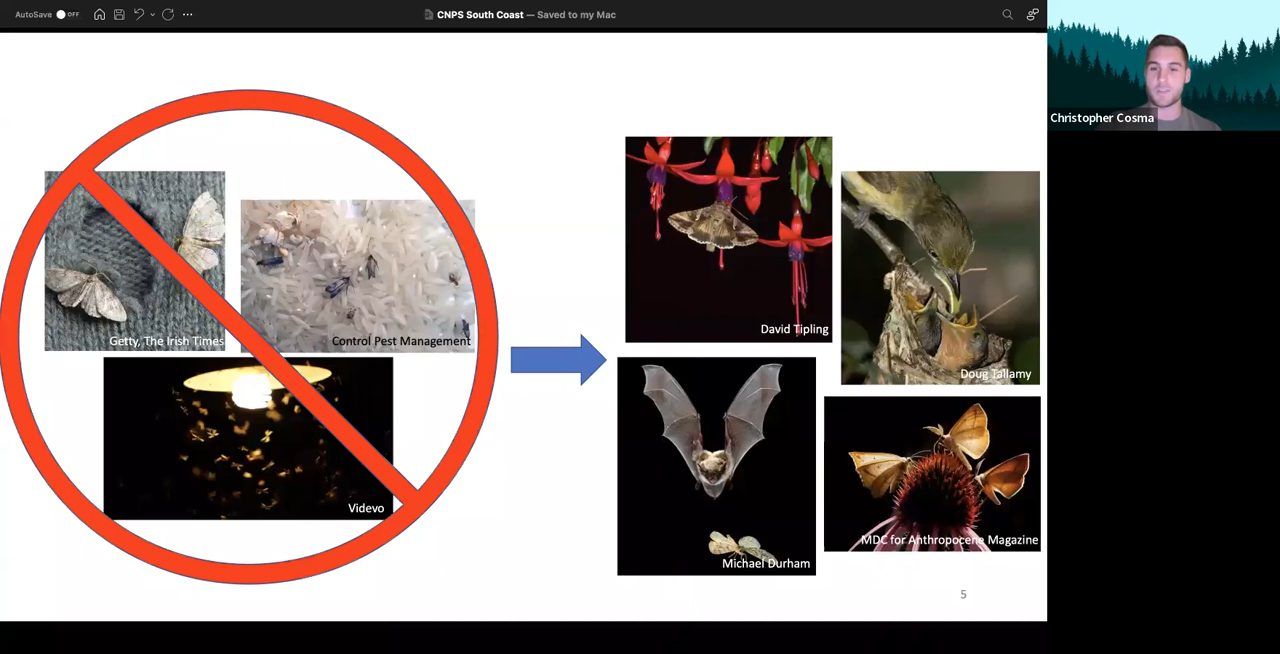 AutoSave OFF
CNPS South Coast — Saved to my Mac
Christopher Cosma
Getty, The Irish Times
Control Pest Management
Videvo
David Tipling
Doug Tallamy
Michael Durham
MDC for Anthropocene Magazine
5